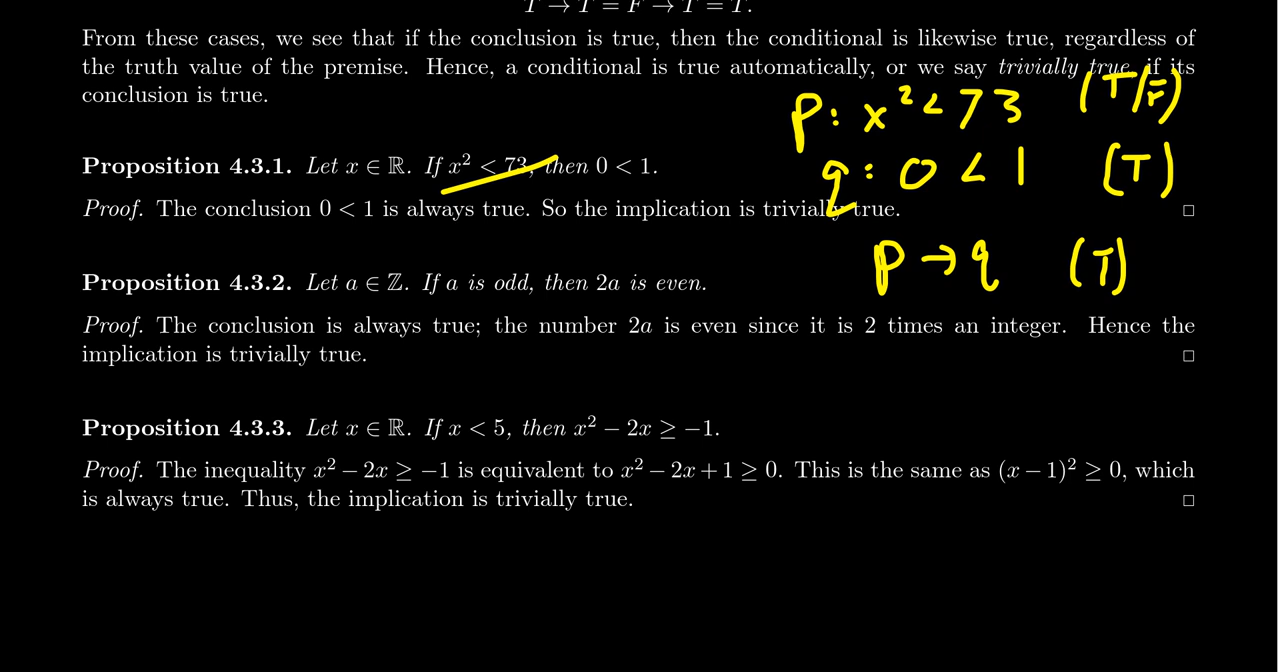 T → T = F → T = T.
From these cases, we see that if the conclusion is true, then the conditional is likewise true, regardless of
the truth value of the premise. Hence, a conditional is true automatically, or we say trivially true, if its
conclusion is true.
p: x² < 73 (T/F)
Proposition 4.3.1. Let x ∈ ℝ. If x² < 73, then 0 < 1.
q: 0 < 1 (T)
Proof. The conclusion 0 < 1 is always true. So the implication is trivially true. □
p → q (T)
Proposition 4.3.2. Let a ∈ ℤ. If a is odd, then 2a is even.
Proof. The conclusion is always true; the number 2a is even since it is 2 times an integer. Hence the
implication is trivially true. □
Proposition 4.3.3. Let x ∈ ℝ. If x < 5, then x² − 2x ≥ −1.
Proof. The inequality x² − 2x ≥ −1 is equivalent to x² − 2x + 1 ≥ 0. This is the same as (x − 1)² ≥ 0, which
is always true. Thus, the implication is trivially true. □